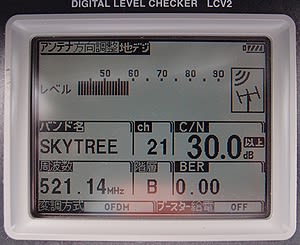 DIGITAL LEVEL CHECKER LCV2
アンテナ方向調整:地デジ
50 60 70 80 90
レベル
バンド名 ch C/N
SKYTREE 21 30.0 以上 dB
周波数 階層 BER
521.14 MHz B 0.00
変調方式 OFDM ブースター給電 OFF